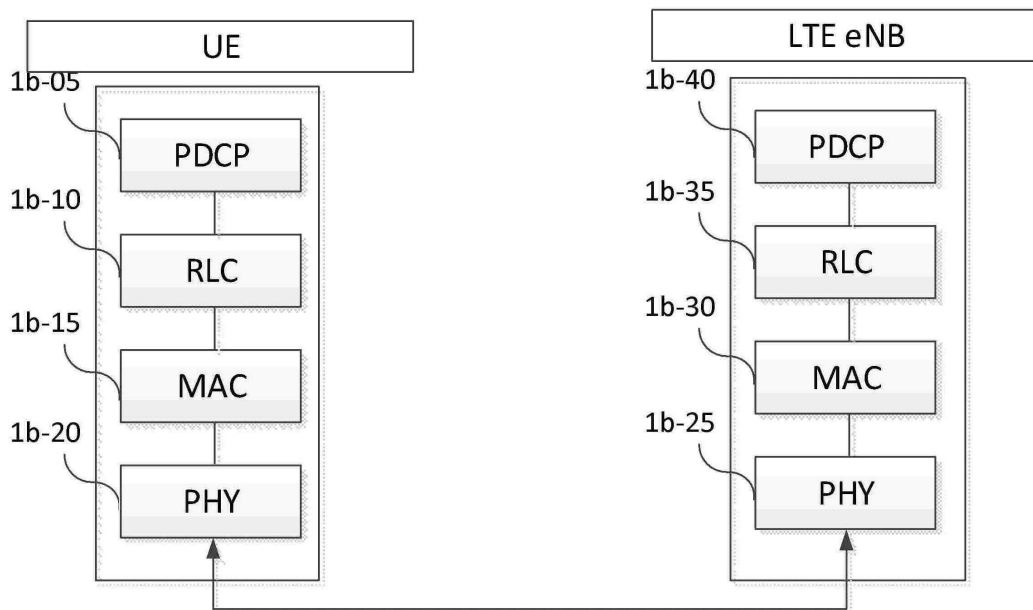 UE
1b-05
PDCP
1b-10
RLC
1b-15
MAC
1b-20
PHY
LTE eNB
1b-40
PDCP
1b-35
RLC
1b-30
MAC
1b-25
PHY